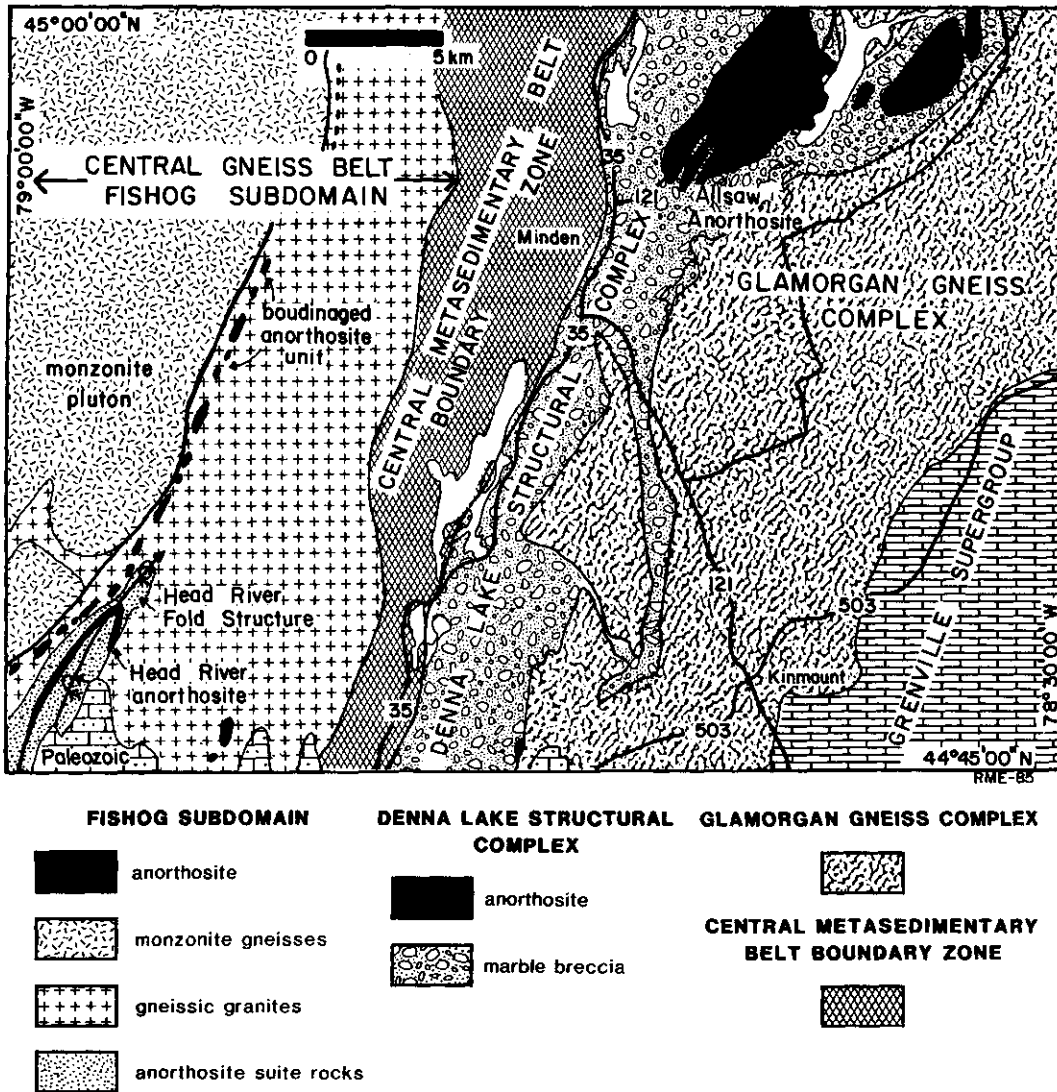 45°00'00"N
0 5 km
79°00'00"W
CENTRAL GNEISS BELT
FISHOG SUBDOMAIN
CENTRAL METASEDIMENTARY BELT
BOUNDARY ZONE
35
121
Allsaw
Anorthosite
Minden
GLAMORGAN GNEISS
COMPLEX
boudinaged
anorthosite
unit
35
monzonite
pluton
DENNA LAKE STRUCTURAL COMPLEX
GRENVILLE SUPERGROUP
121
503
Head River
Fold Structure
Head River
anorthosite
Kinmount
78°30'00"W
35
503
Paleozoic
44°45'00"N
RME-85
FISHOG SUBDOMAIN
anorthosite
monzonite gneisses
gneissic granites
anorthosite suite rocks
DENNA LAKE STRUCTURAL
COMPLEX
anorthosite
marble breccia
GLAMORGAN GNEISS COMPLEX
CENTRAL METASEDIMENTARY
BELT BOUNDARY ZONE